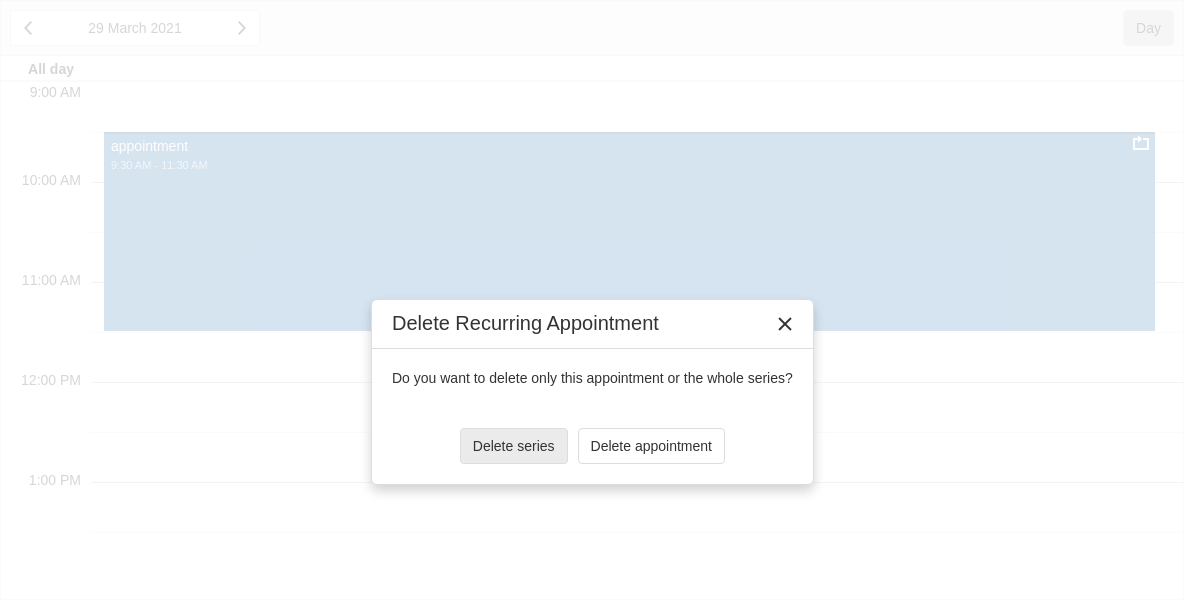 29 March 2021
Day
All day
9:00 AM
appointment
9:30 AM - 11:30 AM
10:00 AM
11:00 AM
Delete Recurring Appointment
Do you want to delete only this appointment or the whole series?
12:00 PM
Delete series
Delete appointment
1:00 PM